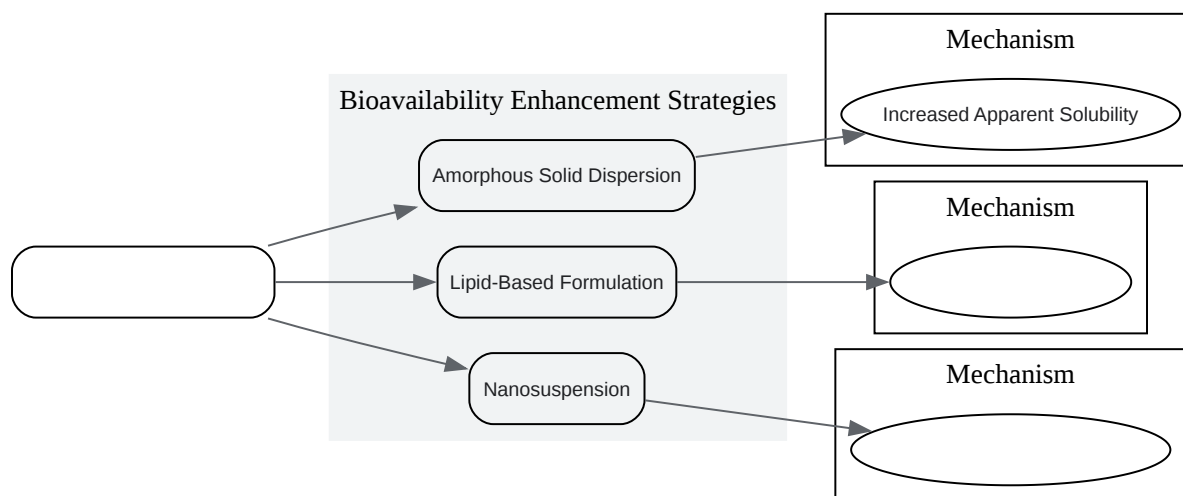 Mechanism
Increased Apparent Solubility
Bioavailability Enhancement Strategies
Amorphous Solid Dispersion
Mechanism
Lipid-Based Formulation
Mechanism
Nanosuspension